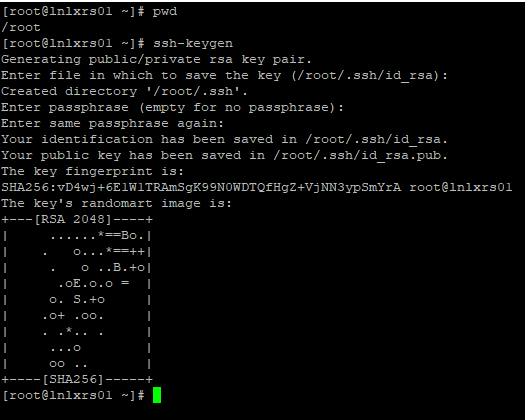 [root@lnlxrs01 ~]# pwd
/root
[root@lnlxrs01 ~]# ssh-keygen
Generating public/private rsa key pair.
Enter file in which to save the key (/root/.ssh/id_rsa):
Created directory '/root/.ssh'.
Enter passphrase (empty for no passphrase):
Enter same passphrase again:
Your identification has been saved in /root/.ssh/id_rsa.
Your public key has been saved in /root/.ssh/id_rsa.pub.
The key fingerprint is:
SHA256:vD4wj+6E1W1TRAmSgK99N0WDTQfHgZ+VjNN3ypSmYrA root@lnlxrs01
The key's randomart image is:
+---[RSA 2048]----+
|     ......*==Bo.|
|    .   o...*==++|
|     .   o ..B.+o|
|      .oE.o.o =  |
|     o. S.+o     |
|    .o+ .oo.     |
|    . .*.. .     |
|     ...o        |
|     oo ..       |
+----[SHA256]-----+
[root@lnlxrs01 ~]#